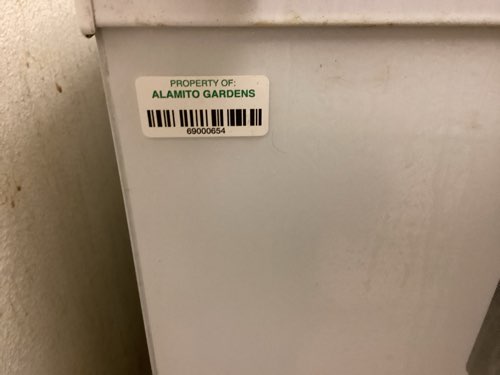 PROPERTY OF:
ALAMITO GARDENS
69000654